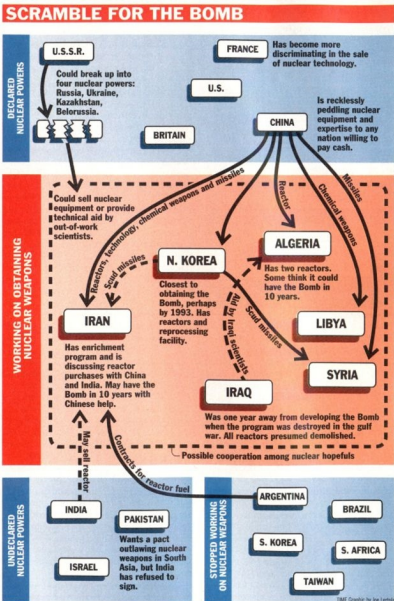 SCRAMBLE FOR THE BOMB
DECLARED
NUCLEAR POWERS
U.S.S.R.
Could break up into
four nuclear powers:
Russia, Ukraine,
Kazakhstan,
Belorussia.
FRANCE
Has become more
discriminating in the sale
of nuclear technology.
U.S.
BRITAIN
CHINA
Is recklessly
peddling nuclear
equipment and
expertise to any
nation willing to
pay cash.
WORKING ON OBTAINING
NUCLEAR WEAPONS
Could sell nuclear
equipment or provide
technical aid by
out-of-work
scientists.
Reactors, technology, chemical weapons and missiles
Reactor
Chemical weapons
Missiles
Scud missiles
N. KOREA
Closest to
obtaining the
Bomb, perhaps
by 1993. Has
reactors and
reprocessing
facility.
ALGERIA
Has two reactors.
Some think it could
have the Bomb in
10 years.
IRAN
Has enrichment
program and is
discussing reactor
purchases with China
and India. May have the
Bomb in 10 years with
Chinese help.
Aid by Iraqi scientists
Scud missiles
LIBYA
SYRIA
IRAQ
Was one year away from developing the Bomb
when the program was destroyed in the gulf
war. All reactors presumed demolished.
Possible cooperation among nuclear hopefuls
May sell reactor
Contracts for reactor fuel
UNDECLARED
NUCLEAR POWERS
INDIA
PAKISTAN
Wants a pact
outlawing nuclear
weapons in South
Asia, but India
has refused to
sign.
ISRAEL
STOPPED WORKING
ON NUCLEAR WEAPONS
ARGENTINA
BRAZIL
S. KOREA
S. AFRICA
TAIWAN